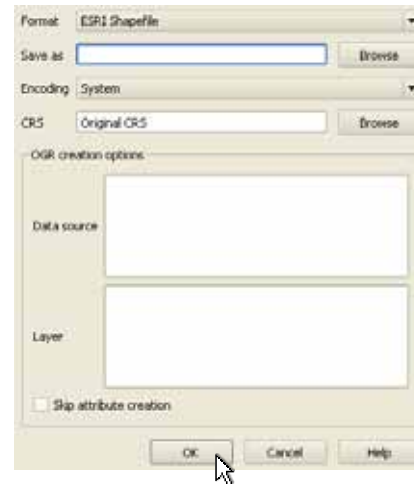 Format ESRI Shapefile
Save as Browse
Encoding System
CRS Original CRS Browse
OGR creation options
Data source
Layer
Skip attribute creation
OK Cancel Help